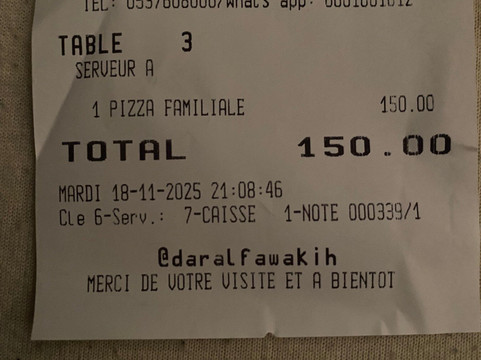 TABLE 3
SERVEUR A
1 PIZZA FAMILIALE 150.00
TOTAL 150.00
MARDI 18-11-2025 21:08:46
Cle 6-Serv.: 7-CAISSE 1-NOTE 000339/1
@daralfawakih
MERCI DE VOTRE VISITE ET A BIENTOT